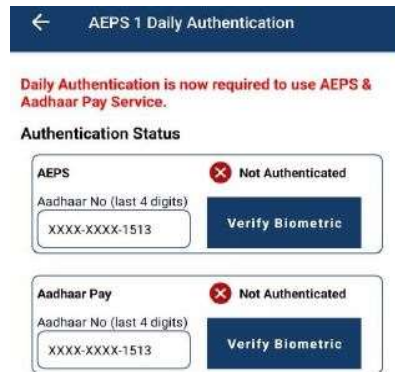 AEPS 1 Daily Authentication
Daily Authentication is now required to use AEPS &
Aadhaar Pay Service.
Authentication Status
AEPS
Not Authenticated
Aadhaar No (last 4 digits)
XXXX-XXXX-1513
Verify Biometric
Aadhaar Pay
Not Authenticated
Aadhaar No (last 4 digits)
XXXX-XXXX-1513
Verify Biometric